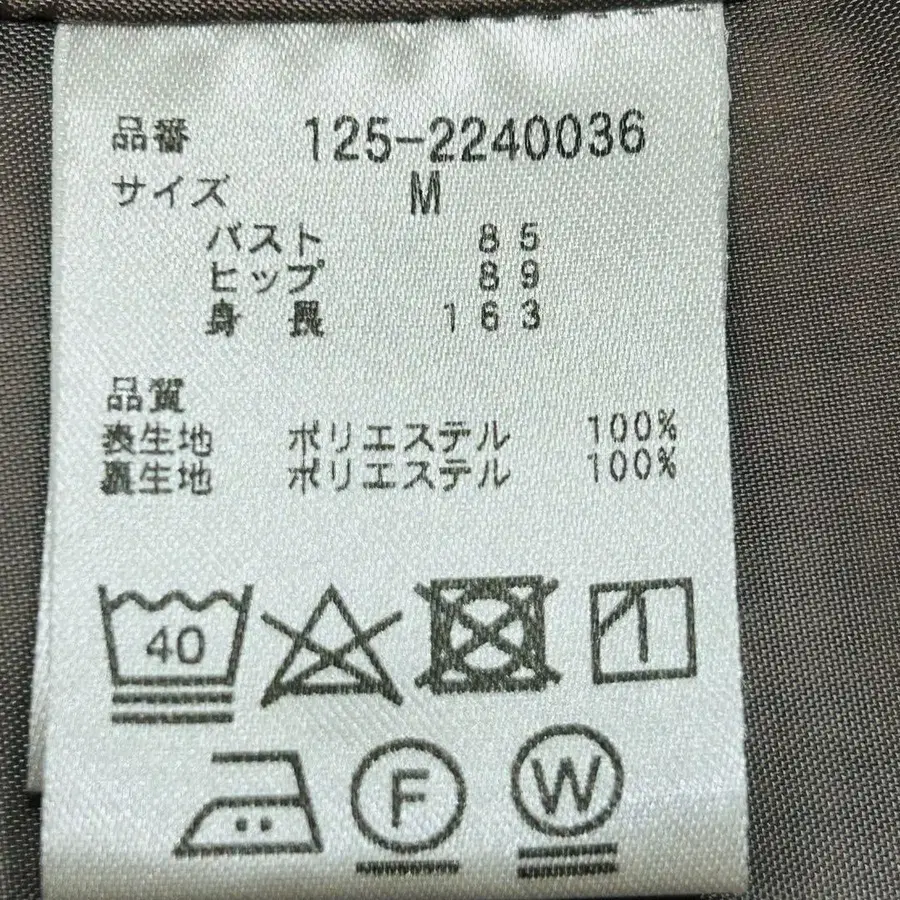 品番 125-2240036
サイズ M
バスト 85
ヒップ 89
身長 163
品質
表生地 ポリエステル 100%
裏生地 ポリエステル 100%
40
F W